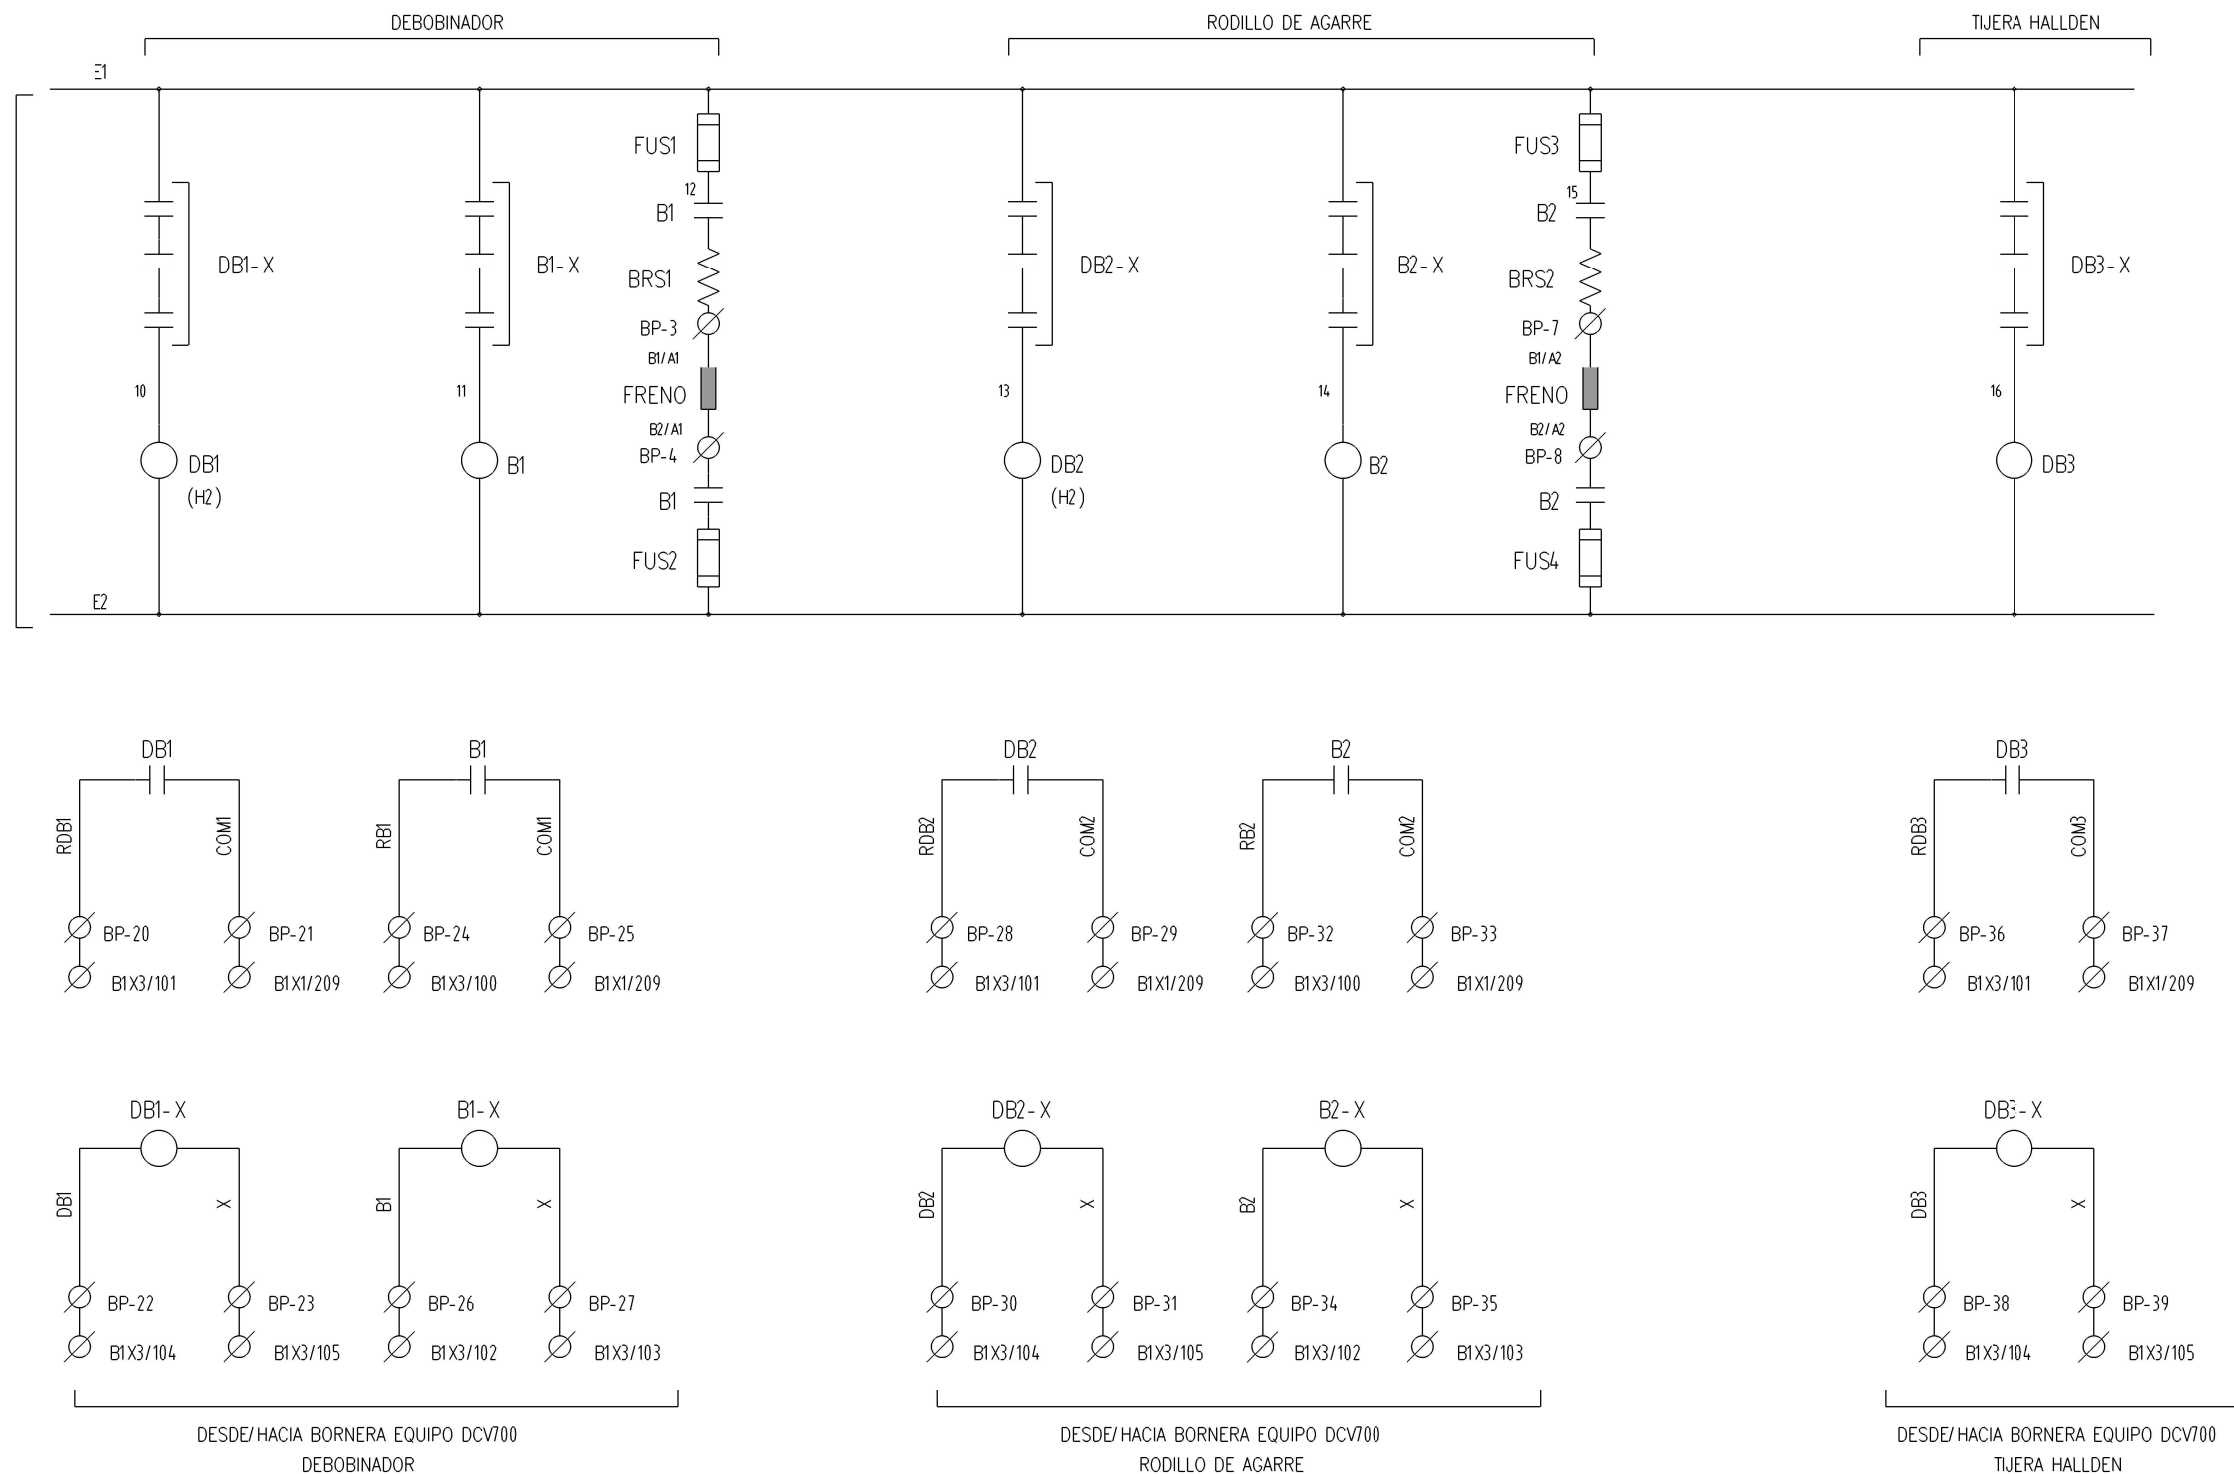 DEBOBINADOR
RODILLO DE AGARRE
TIJERA HALLDEN
E1
FUS1
FUS3
12
15
B1
B2
DB1-X
B1-X
DB2-X
B2-X
DB3-X
BRS1
BRS2
BP-3
BP-7
B1/A1
B1/A2
10
11
FRENO
13
14
FRENO
16
B2/A1
B2/A2
BP-4
BP-8
DB1
B1
DB2
B2
DB3
(H2)
(H2)
B1
B2
FUS2
FUS4
E2
DB1
B1
DB2
B2
DB3
RDB1
COM1
RB1
COM1
RDB2
COM2
RB2
COM2
RDB3
COM3
BP-20
BP-21
BP-24
BP-25
BP-28
BP-29
BP-32
BP-33
BP-36
BP-37
B1X3/101
B1X1/209
B1X3/100
B1X1/209
B1X3/101
B1X1/209
B1X3/100
B1X1/209
B1X3/101
B1X1/209
DB1-X
B1-X
DB2-X
B2-X
DB3-X
DB1
X
B1
X
DB2
X
B2
X
DB3
X
BP-22
BP-23
BP-26
BP-27
BP-30
BP-31
BP-34
BP-35
BP-38
BP-39
B1X3/104
B1X3/105
B1X3/102
B1X3/103
B1X3/104
B1X3/105
B1X3/102
B1X3/103
B1X3/104
B1X3/105
DESDE/HACIA BORNERA EQUIPO DCV700
DEBOBINADOR
DESDE/HACIA BORNERA EQUIPO DCV700
RODILLO DE AGARRE
DESDE/HACIA BORNERA EQUIPO DCV700
TIJERA HALLDEN